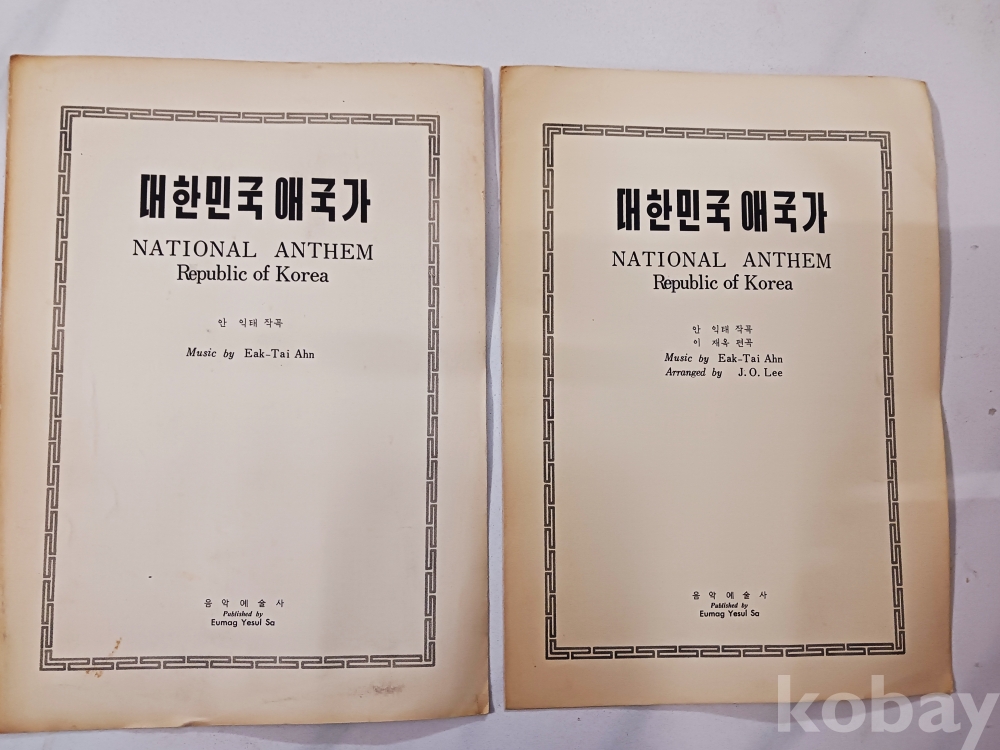 대한민국 애국가
NATIONAL ANTHEM
Republic of Korea
안 익태 작곡
Music by Eak-Tai Ahn
음악예술사
Published by
Eumag Yesul Sa
대한민국 애국가
NATIONAL ANTHEM
Republic of Korea
안 익태 작곡
이 재옥 편곡
Music by Eak-Tai Ahn
Arranged by J. O. Lee
음악예술사
Published by
Eumag Yesul Sa
kobay